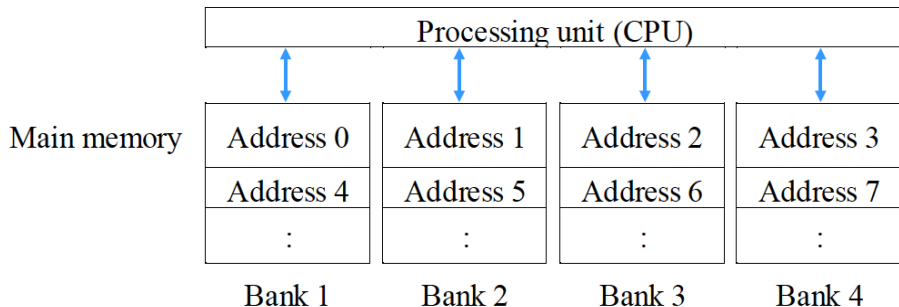 Processing unit (CPU)
Main memory Address 0 Address 1 Address 2 Address 3
Address 4 Address 5 Address 6 Address 7
: : : :
Bank 1 Bank 2 Bank 3 Bank 4